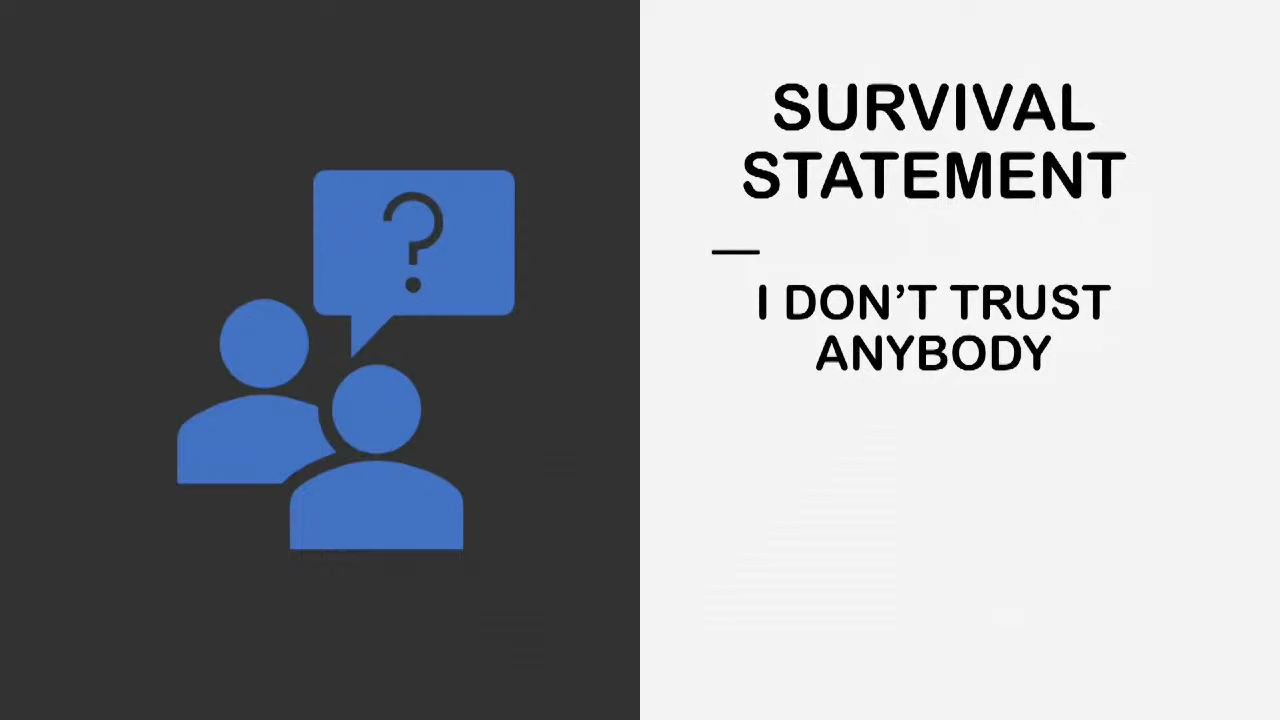 SURVIVAL
STATEMENT
I DON’T TRUST
ANYBODY
?